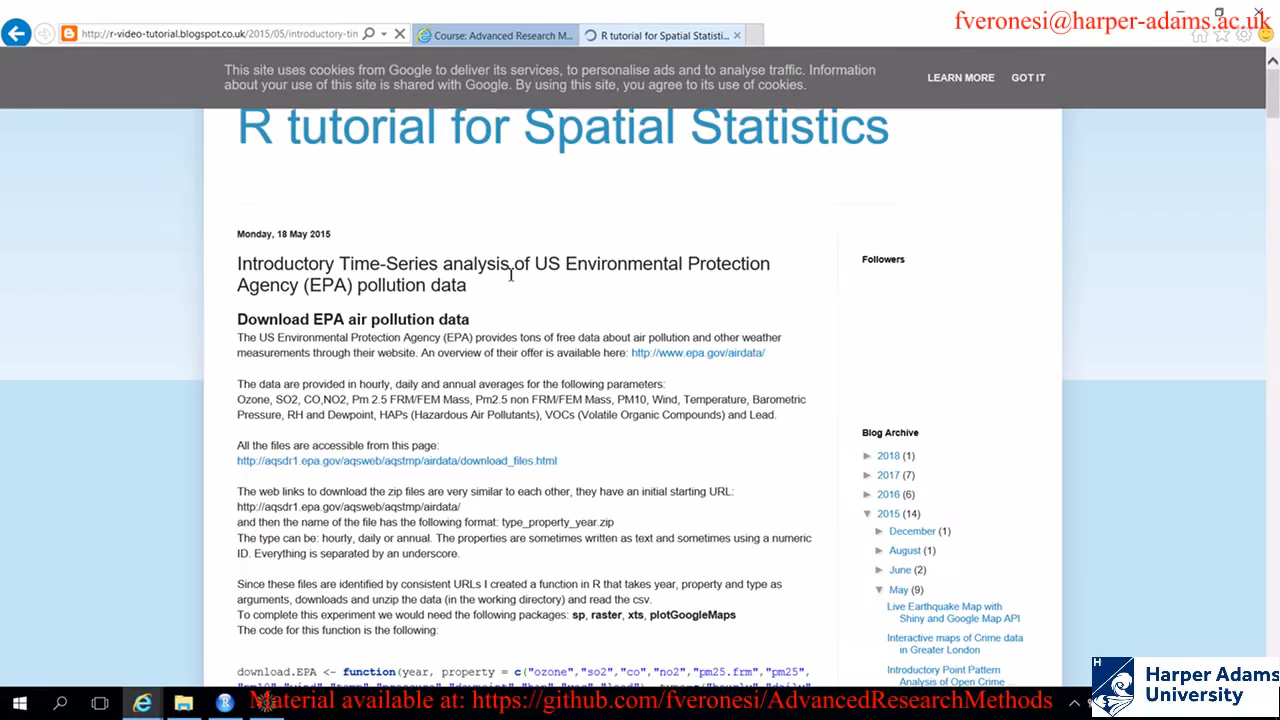 fveronesi@harper-adams.ac.uk
http://r-video-tutorial.blogspot.co.uk/2015/05/introductory-tin
Course: Advanced Research M...
R tutorial for Spatial Statisti...
This site uses cookies from Google to deliver its services, to personalise ads and to analyse traffic. Information
about your use of this site is shared with Google. By using this site, you agree to its use of cookies.
LEARN MORE GOT IT
R tutorial for Spatial Statistics
Monday, 18 May 2015
Introductory Time-Series analysis of US Environmental Protection
Agency (EPA) pollution data
Download EPA air pollution data
The US Environmental Protection Agency (EPA) provides tons of free data about air pollution and other weather
measurements through their website. An overview of their offer is available here: http://www.epa.gov/airdata/
The data are provided in hourly, daily and annual averages for the following parameters:
Ozone, SO2, CO,NO2, Pm 2.5 FRM/FEM Mass, Pm2.5 non FRM/FEM Mass, PM10, Wind, Temperature, Barometric
Pressure, RH and Dewpoint, HAPs (Hazardous Air Pollutants), VOCs (Volatile Organic Compounds) and Lead.
All the files are accessible from this page:
http://aqsdr1.epa.gov/aqsweb/aqstmp/airdata/download_files.html
The web links to download the zip files are very similar to each other, they have an initial starting URL:
http://aqsdr1.epa.gov/aqsweb/aqstmp/airdata/
and then the name of the file has the following format: type_property_year.zip
The type can be: hourly, daily or annual. The properties are sometimes written as text and sometimes using a numeric
ID. Everything is separated by an underscore.
Since these files are identified by consistent URLs I created a function in R that takes year, property and type as
arguments, downloads and unzip the data (in the working directory) and read the csv.
To complete this experiment we would need the following packages: sp, raster, xts, plotGoogleMaps
The code for this function is the following:
download.EPA <- function(year, property = c("ozone","so2","co","no2","pm25.frm","pm25",
Followers
Blog Archive
► 2018 (1)
► 2017 (7)
► 2016 (6)
▼ 2015 (14)
► December (1)
► August (1)
► June (2)
▼ May (9)
Live Earthquake Map with
Shiny and Google Map API
Interactive maps of Crime data
in Greater London
Introductory Point Pattern
Analysis of Open Crime ...
Material available at: https://github.com/fveronesi/AdvancedResearchMethods
H
Harper Adams
University